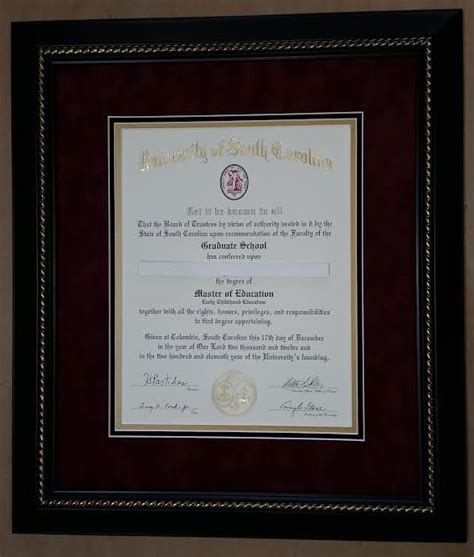 University of South Carolina
Let it be known to all
That the Board of Trustees by virtue of authority vested in it by the
State of South Carolina upon recommendation of the Faculty of the
Graduate School
has conferred upon
the degree of
Master of Education
Early Childhood Education
together with all the rights, honors, privileges, and responsibilities
to that degree appertaining.
Given at Columbia, South Carolina this 17th day of December
in the year of Our Lord two thousand and twelve and
in the two hundred and eleventh year of the University's founding.